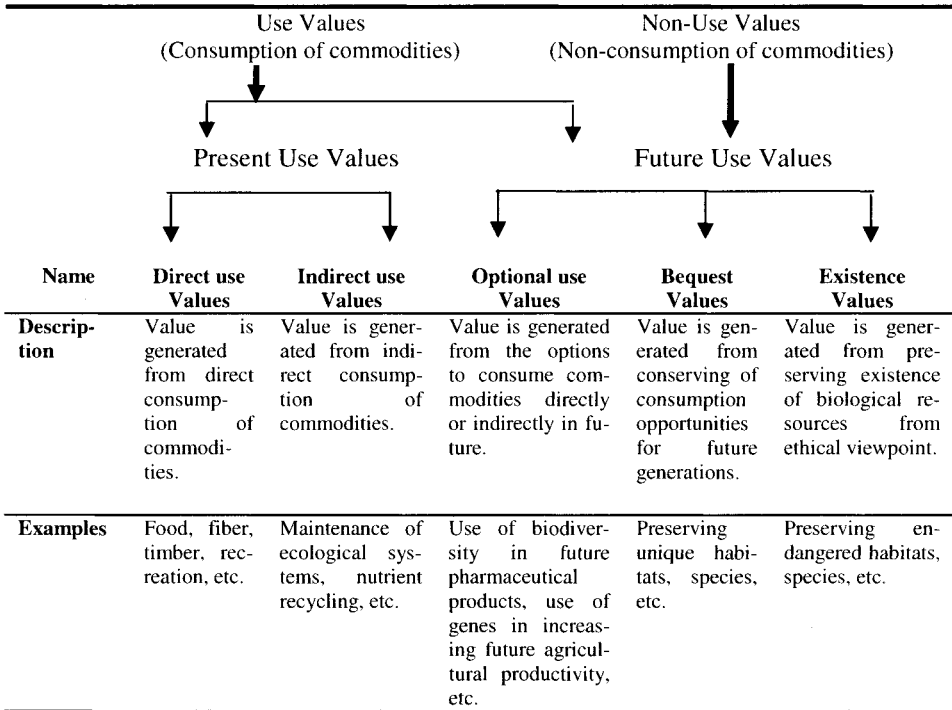 Use Values
(Consumption of commodities)
Non-Use Values
(Non-consumption of commodities)
Present Use Values
Future Use Values
Name
Direct use
Values
Indirect use
Values
Optional use
Values
Bequest
Values
Existence
Values
Descrip-
tion
Value is
generated
from direct
consump-
tion of
commodi-
ties.
Value is gener-
ated from indi-
rect consump-
tion of
commodities.
Value is generated
from the options
to consume com-
modities directly
or indirectly in fu-
ture.
Value is gen-
erated from
conserving of
consumption
opportunities
for future
generations.
Value is gener-
ated from pre-
serving existence
of biological re-
sources from
ethical viewpoint.
Examples
Food, fiber,
timber, rec-
reation, etc.
Maintenance of
ecological sys-
tems, nutrient
recycling, etc.
Use of biodiver-
sity in future
pharmaceutical
products, use of
genes in increas-
ing future agricul-
tural productivity,
etc.
Preserving
unique habi-
tats, species,
etc.
Preserving en-
dangered habitats,
species, etc.